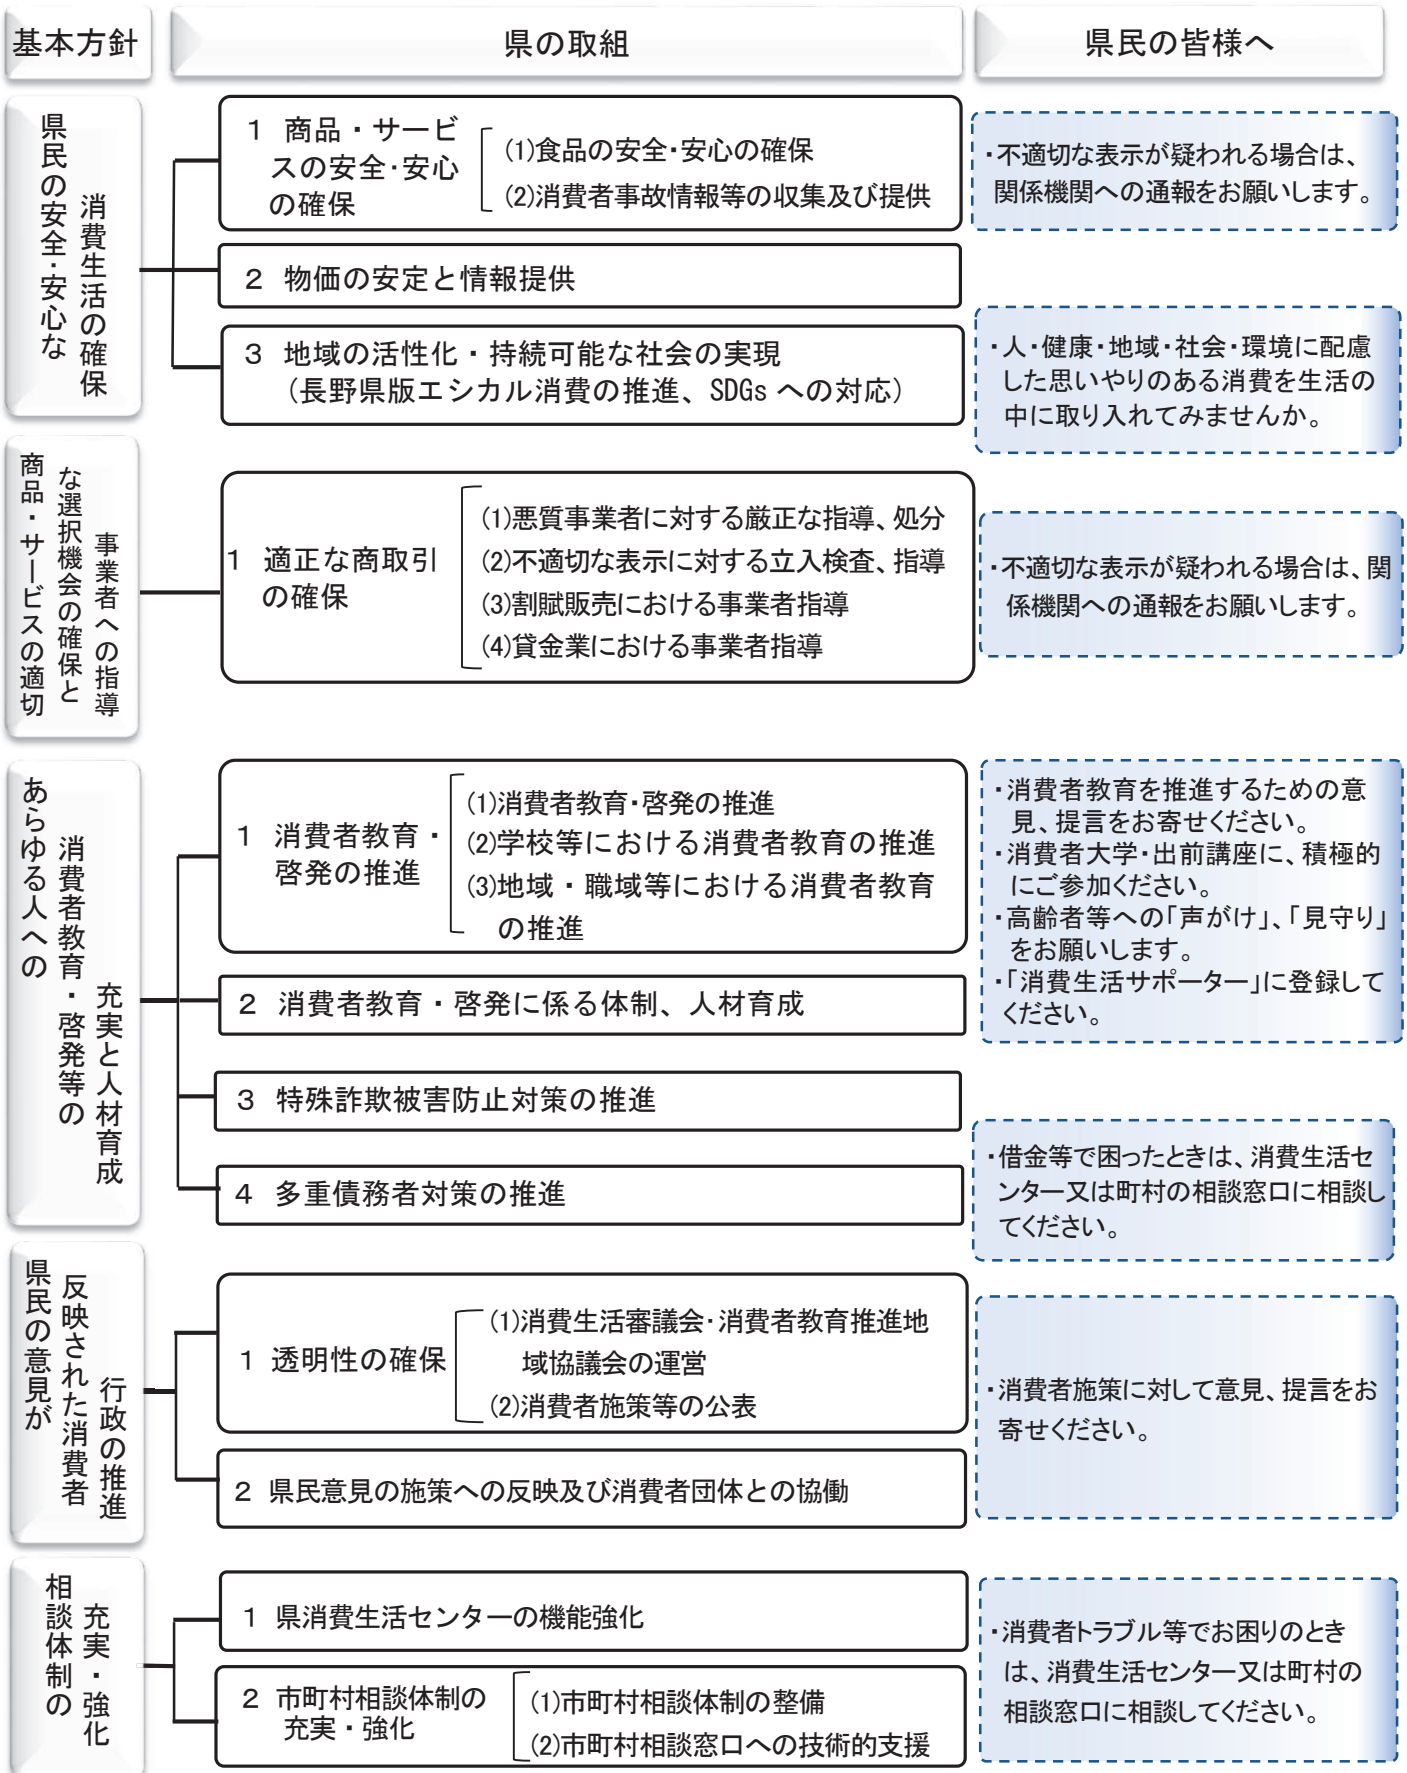 基本方針
県の取組
県民の皆様へ
県民の安全・安心な
消費生活の確保
1 商品・サービ
スの安全・安心
の確保
(1)食品の安全・安心の確保
(2)消費者事故情報等の収集及び提供
・不適切な表示が疑われる場合は、
関係機関への通報をお願いします。
2 物価の安定と情報提供
3 地域の活性化・持続可能な社会の実現
(長野県版エシカル消費の推進、SDGs への対応)
・人・健康・地域・社会・環境に配慮
した思いやりのある消費を生活の
中に取り入れてみませんか。
商品・サービスの適切
な選択機会の確保と
事業者への指導
1 適正な商取引
の確保
(1)悪質事業者に対する厳正な指導、処分
(2)不適切な表示に対する立入検査、指導
(3)割賦販売における事業者指導
(4)貸金業における事業者指導
・不適切な表示が疑われる場合は、関
係機関への通報をお願いします。
あらゆる人への
消費者教育・啓発等の
充実と人材育成
1 消費者教育・
啓発の推進
(1)消費者教育・啓発の推進
(2)学校等における消費者教育の推進
(3)地域・職域等における消費者教育
の推進
・消費者教育を推進するための意
見、提言をお寄せください。
・消費者大学・出前講座に、積極的
にご参加ください。
・高齢者等への「声がけ」、「見守り」
をお願いします。
・「消費生活サポーター」に登録して
ください。
2 消費者教育・啓発に係る体制、人材育成
3 特殊詐欺被害防止対策の推進
4 多重債務者対策の推進
・借金等で困ったときは、消費生活セ
ンター又は町村の相談窓口に相談し
てください。
県民の意見が
反映された消費者
行政の推進
1 透明性の確保
(1)消費生活審議会・消費者教育推進地
域協議会の運営
(2)消費者施策等の公表
2 県民意見の施策への反映及び消費者団体との協働
・消費者施策に対して意見、提言をお
寄せください。
相談体制の
充実・強化
1 県消費生活センターの機能強化
2 市町村相談体制の
充実・強化
(1)市町村相談体制の整備
(2)市町村相談窓口への技術的支援
・消費者トラブル等でお困りのとき
は、消費生活センター又は町村の
相談窓口に相談してください。